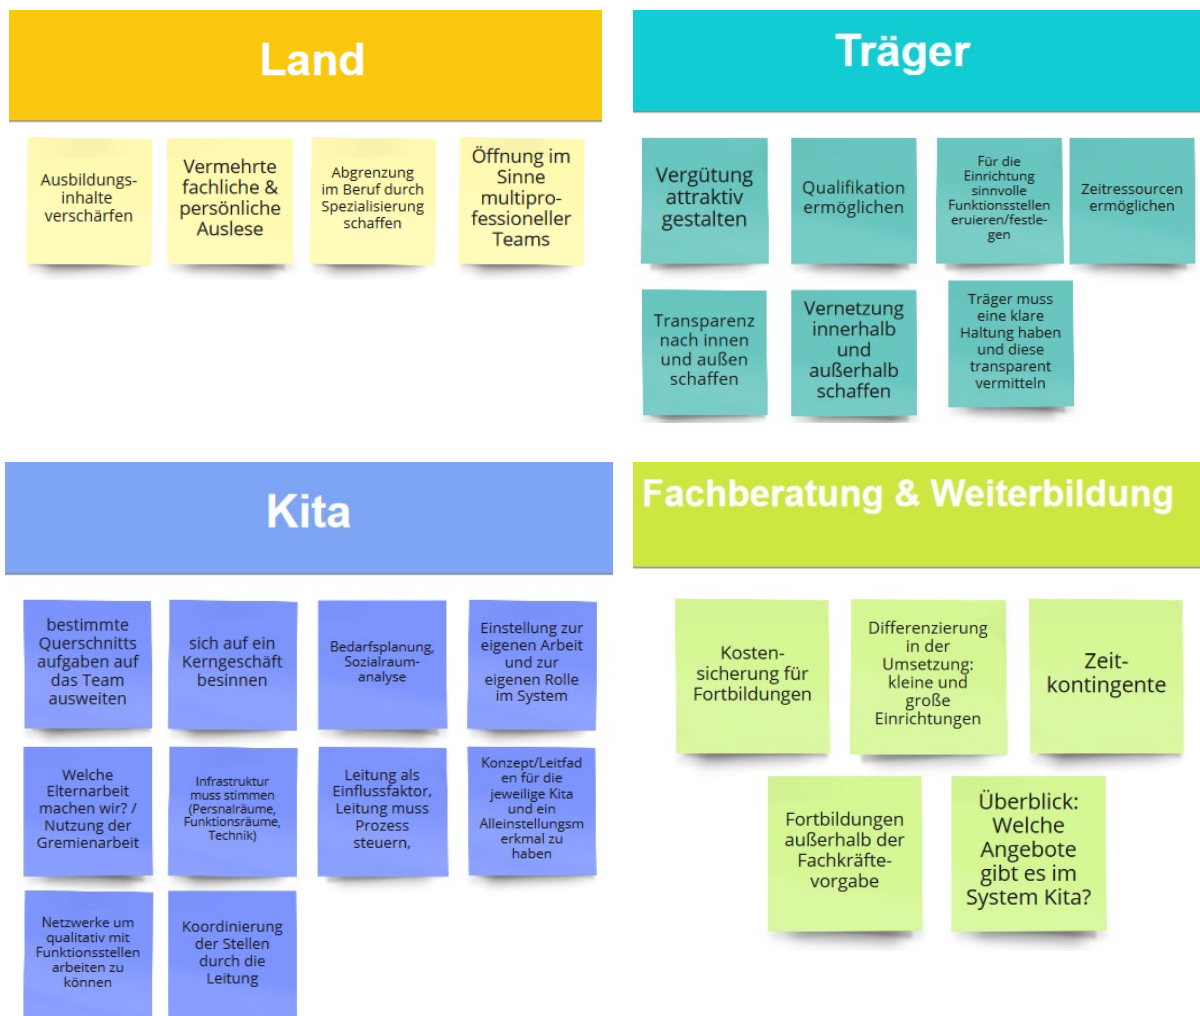 Land
Ausbildungs-
inhalte
verschärfen
Vermehrte
fachliche &
persönliche
Auslese
Abgrenzung
im Beruf durch
Spezialisierung
schaffen
Öffnung im
Sinne
multipro-
fessioneller
Teams
Träger
Vergütung
attraktiv
gestalten
Qualifikation
ermöglichen
Für die
Einrichtung
sinnvolle
Funktionsstellen
eruieren/festle-
gen
Zeitressourcen
ermöglichen
Transparenz
nach innen
und außen
schaffen
Vernetzung
innerhalb
und
außerhalb
schaffen
Träger muss
eine klare
Haltung haben
und diese
transparent
vermitteln
Kita
bestimmte
Querschnitts
aufgaben auf
das Team
ausweiten
sich auf ein
Kerngeschäft
besinnen
Bedarfsplanung,
Sozialraum-
analyse
Einstellung zur
eigenen Arbeit
und zur
eigenen Rolle
im System
Welche
Elternarbeit
machen wir? /
Nutzung der
Gremienarbeit
Infrastruktur
muss stimmen
(Persnalräume,
Funktionsräume,
Technik)
Leitung als
Einflussfaktor,
Leitung muss
Prozess
steuern,
Konzept/Leitfad
en für die
jeweilige Kita
und ein
Alleinstellungsm
erkmal zu
haben
Netzwerke um
qualitativ mit
Funktionsstellen
arbeiten zu
können
Koordinierung
der Stellen
durch die
Leitung
Fachberatung & Weiterbildung
Kosten-
sicherung für
Fortbildungen
Differenzierung
in der
Umsetzung:
kleine und
große
Einrichtungen
Zeit-
kontingente
Fortbildungen
außerhalb der
Fachkräfte-
vorgabe
Überblick:
Welche
Angebote
gibt es im
System Kita?